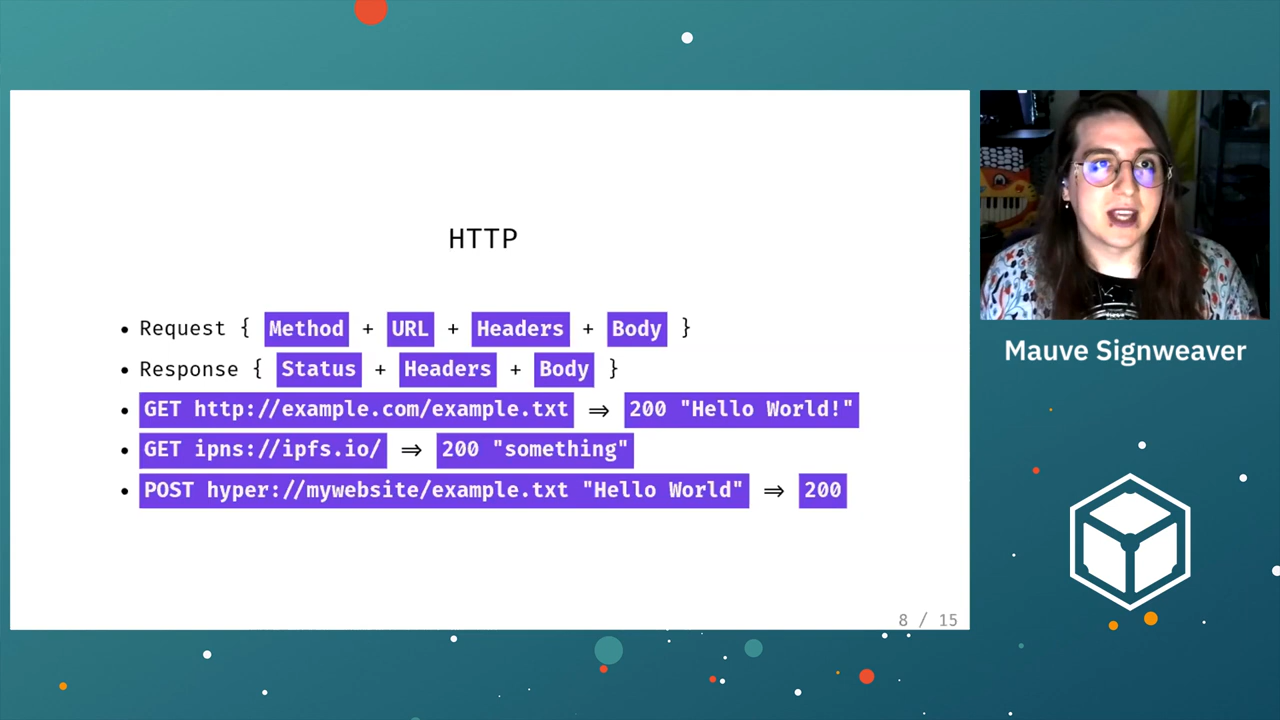 HTTP
• Request { Method + URL + Headers + Body }
• Response { Status + Headers + Body }
• GET http://example.com/example.txt ⇒ 200 "Hello World!"
• GET ipns://ipfs.io/ ⇒ 200 "something"
• POST hyper://mywebsite/example.txt "Hello World" ⇒ 200
8 / 15
Mauve Signweaver